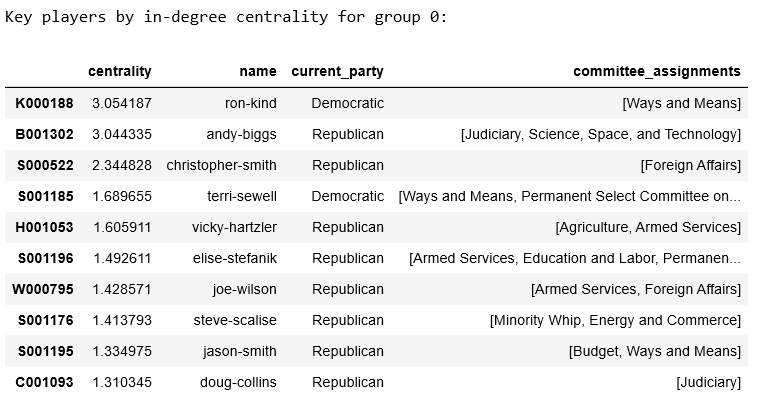 Key players by in-degree centrality for group 0:
centrality name current_party committee_assignments
K000188 3.054187 ron-kind Democratic [Ways and Means]
B001302 3.044335 andy-biggs Republican [Judiciary, Science, Space, and Technology]
S000522 2.344828 christopher-smith Republican [Foreign Affairs]
S001185 1.689655 terri-sewell Democratic [Ways and Means, Permanent Select Committee on...
H001053 1.605911 vicky-hartzler Republican [Agriculture, Armed Services]
S001196 1.492611 elise-stefanik Republican [Armed Services, Education and Labor, Permanen...
W000795 1.428571 joe-wilson Republican [Armed Services, Foreign Affairs]
S001176 1.413793 steve-scalise Republican [Minority Whip, Energy and Commerce]
S001195 1.334975 jason-smith Republican [Budget, Ways and Means]
C001093 1.310345 doug-collins Republican [Judiciary]